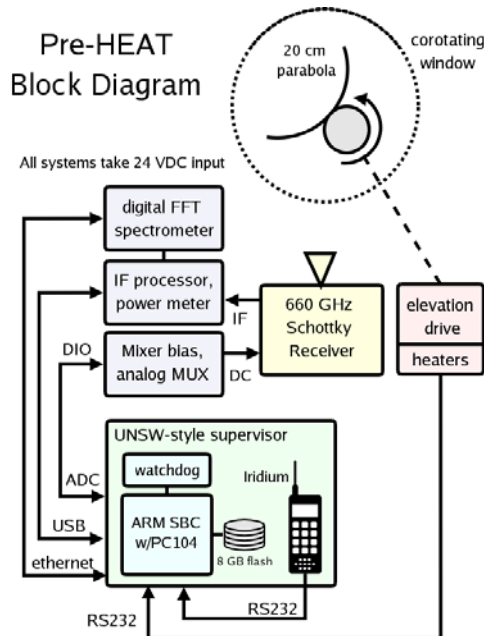 Pre-HEAT
Block Diagram
20 cm
parabola
corotating
window
All systems take 24 VDC input
digital FFT
spectrometer
IF processor,
power meter
IF
660 GHz
Schottky
Receiver
elevation
drive
heaters
DIO
Mixer bias,
analog MUX
DC
UNSW-style supervisor
watchdog
Iridium
ADC
ARM SBC
w/PC104
USB
8 GB flash
ethernet
RS232
RS232